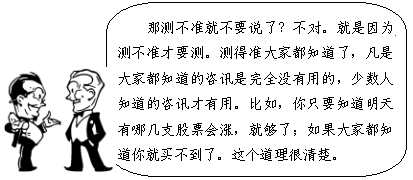 那测不准就不要说了？不对。就是因为
测不准才要测。测得准大家都知道了，凡是
大家都知道的咨讯是完全没有用的，少数人
知道的咨讯才有用。比如，你只要知道明天
有哪几支股票会涨，就够了；如果大家都知
道你就买不到了。这个道理很清楚。